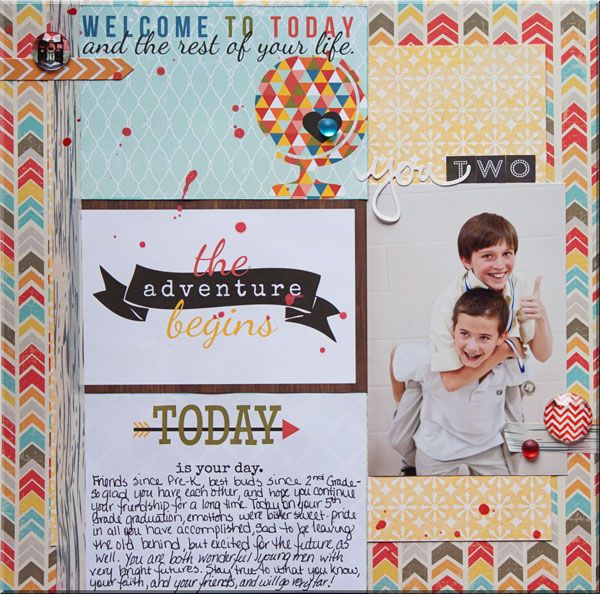 WELCOME TO TODAY
and the rest of your life.
you TWO
the
adventure
begins
TODAY
is your day.
Friends since Pre-K, best buds since 2nd Grade-
so glad you have each other, and hope you continue
your friendship for a long time. Today on your 5th
Grade graduation, emotions were bitter sweet-pride
in all you have accomplished, sad to be leaving
the old behind, but excited for the future as
well. You are both wonderful young men with
very bright futures. Stay true to what you know,
your faith, and your friends, and will go very far!